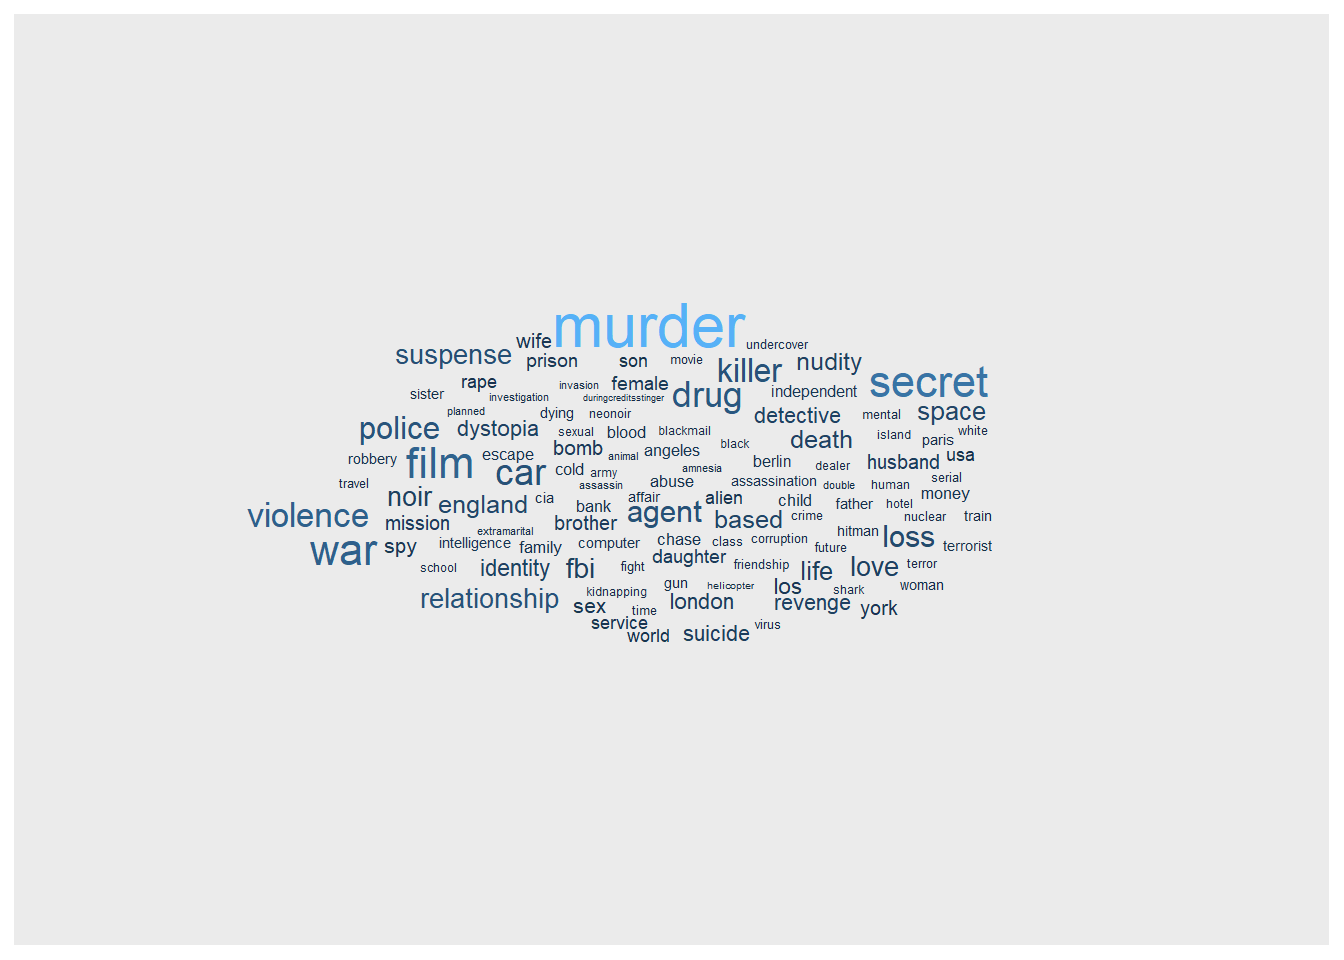 murder
wife
undercover
suspense
prison
son
movie
killer
nudity
secret
sister
rape
invasion
female
drug
independent
investigation
duringcreditsstinger
planned
dying
neonoir
detective
mental
space
police
dystopia
sexual
blood
blackmail
black
death
island
paris
white
robbery
film
escape
bomb
animal
angeles
berlin
dealer
husband
usa
travel
car
cold
army
amnesia
assassin
abuse
assassination
double
human
serial
noir
england
cia
bank
affair
alien
child
father
hotel
money
violence
mission
extramarital
brother
agent
based
crime
hitman
nuclear
train
war
spy
intelligence
family
computer
chase
class
corruption
future
loss
terrorist
school
identity
fbi
fight
daughter
friendship
life
love
terror
relationship
sex
kidnapping
gun
helicopter
los
shark
woman
time
london
revenge
york
service
world
suicide
virus